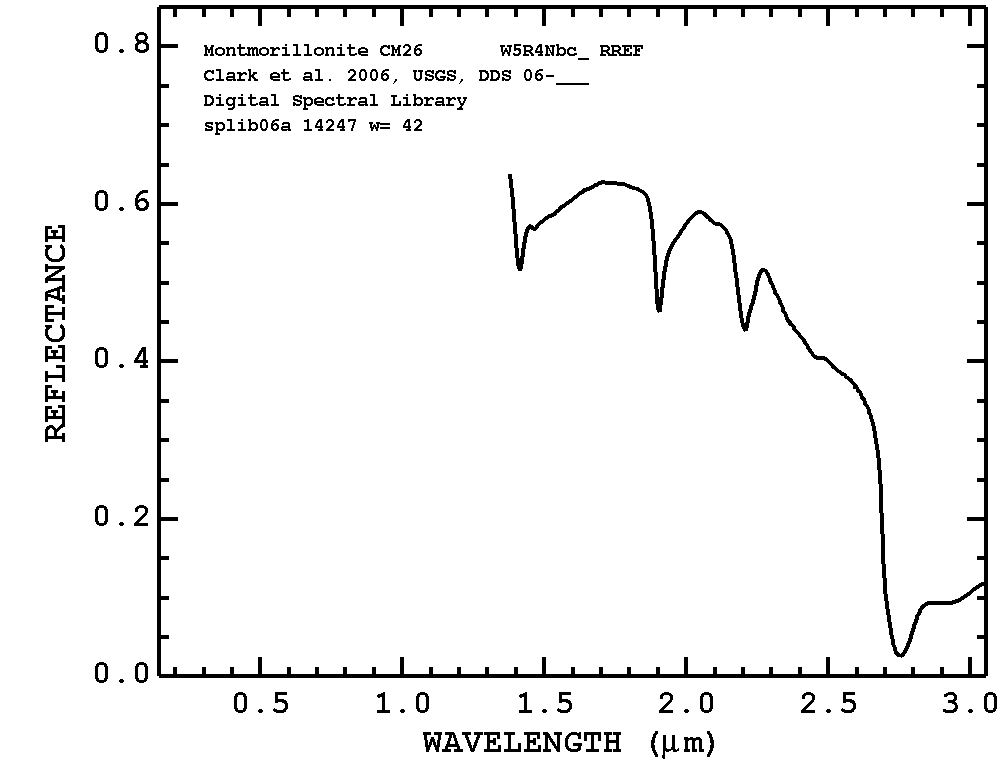 Montmorillonite CM26 W5R4Nbc_ RREF
Clark et al. 2006, USGS, DDS 06-___
Digital Spectral Library
splib06a 14247 w= 42
0.8
0.6
0.4
0.2
0.0
REFLECTANCE
0.5 1.0 1.5 2.0 2.5 3.0
WAVELENGTH (μm)